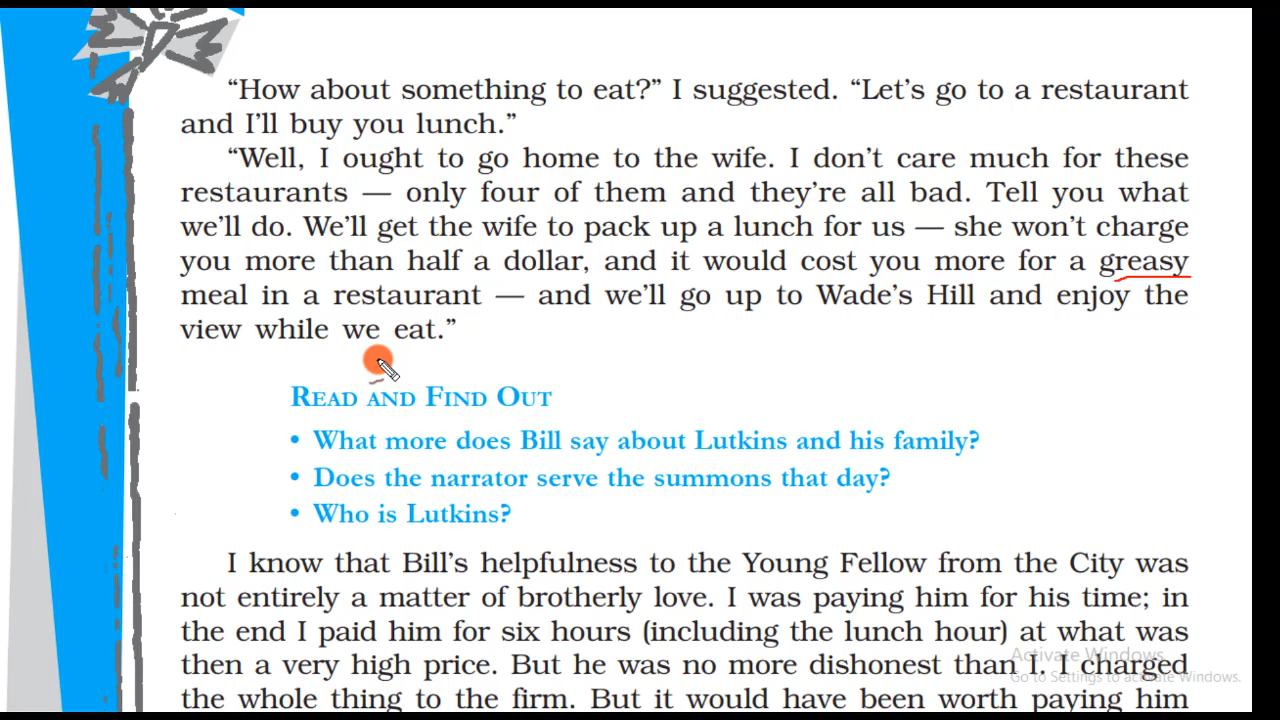 “How about something to eat?” I suggested. “Let’s go to a restaurant
and I’ll buy you lunch.”
“Well, I ought to go home to the wife. I don’t care much for these
restaurants — only four of them and they’re all bad. Tell you what
we’ll do. We’ll get the wife to pack up a lunch for us — she won’t charge
you more than half a dollar, and it would cost you more for a greasy
meal in a restaurant — and we’ll go up to Wade’s Hill and enjoy the
view while we eat.”
READ AND FIND OUT
• What more does Bill say about Lutkins and his family?
• Does the narrator serve the summons that day?
• Who is Lutkins?
I know that Bill’s helpfulness to the Young Fellow from the City was
not entirely a matter of brotherly love. I was paying him for his time; in
the end I paid him for six hours (including the lunch hour) at what was
then a very high price. But he was no more dishonest than I. I charged
the whole thing to the firm. But it would have been worth paying him
Activate Windows
Go to Settings to activate Windows.